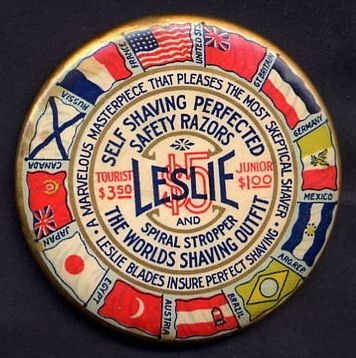 FRANCE
UNITED STATES
GT. BRITAIN
GERMANY
MEXICO
ARG. REP.
BRAZIL
AUSTRIA
EGYPT
JAPAN
CANADA
RUSSIA
A MARVELOUS MASTERPIECE THAT PLEASES THE MOST SKEPTICAL SHAVER -
LESLIE BLADES INSURE PERFECT SHAVING -
SELF SHAVING PERFECTED
SAFETY RAZORS
TOURIST
$3.50
$5
LESLIE
JUNIOR
$1.00
AND
SPIRAL STROPPER
THE WORLDS SHAVING OUTFIT